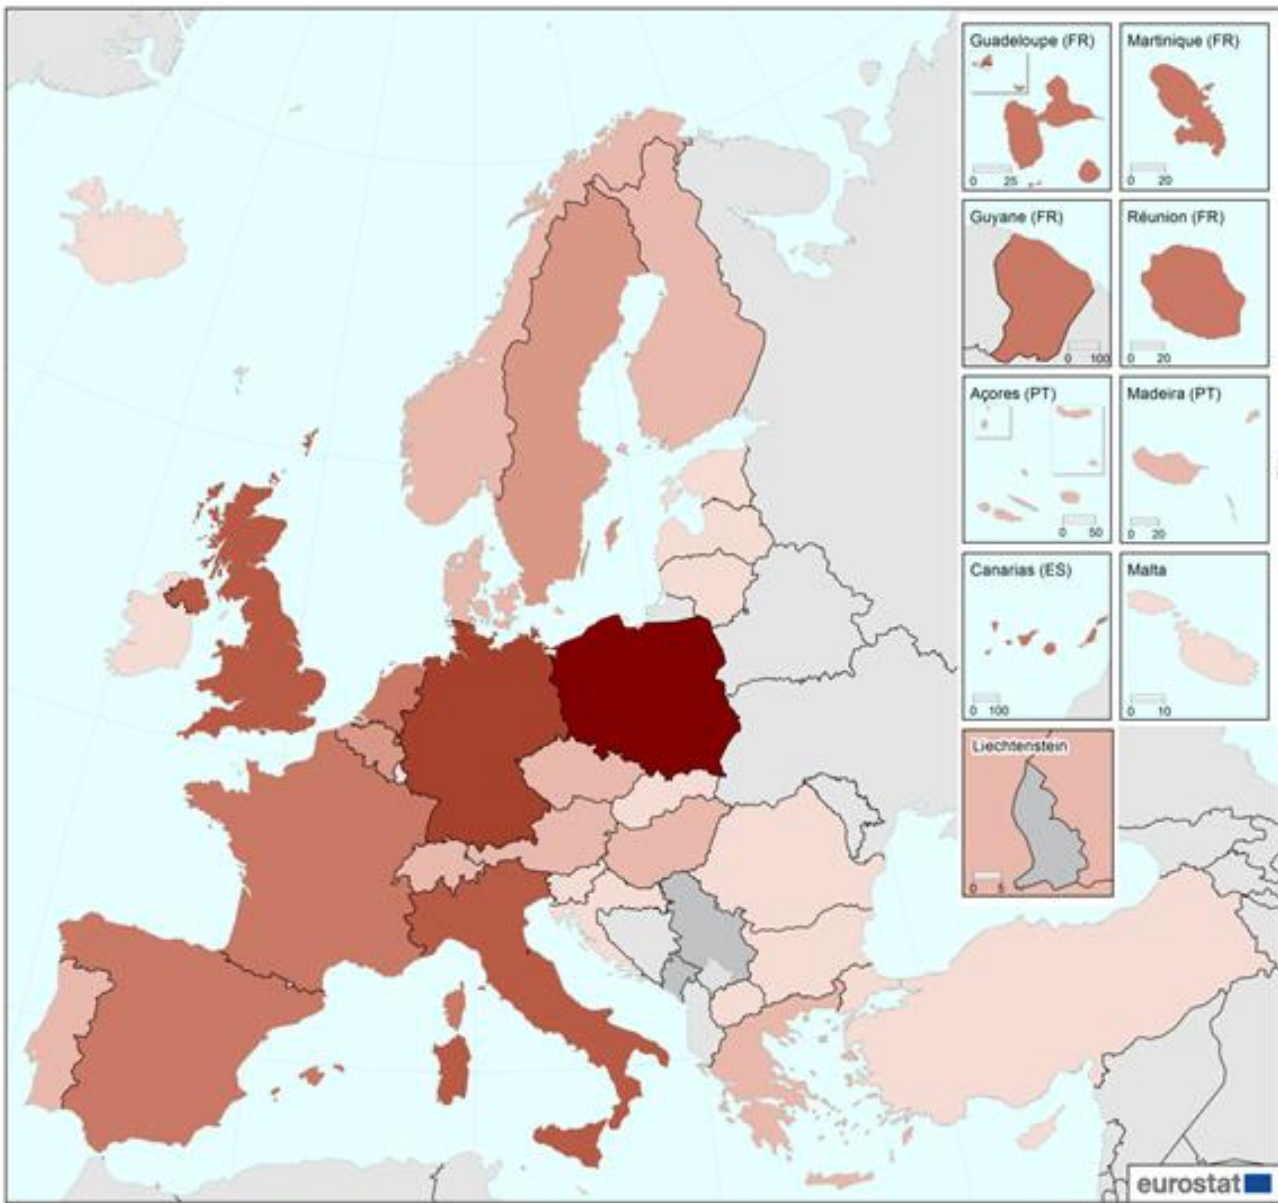 Guadeloupe (FR)
0 25
Martinique (FR)
0 20
Guyane (FR)
0 100
Réunion (FR)
0 20
Açores (PT)
0 50
Madeira (PT)
0 20
Canarias (ES)
0 100
Malta
0 10
Liechtenstein
0 5
eurostat